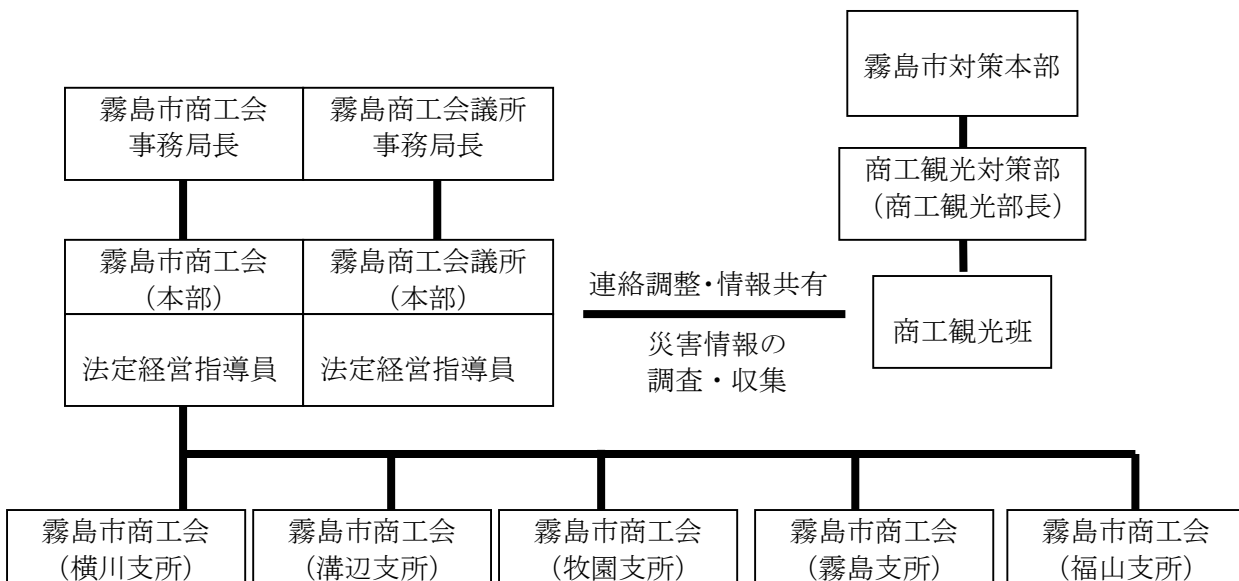 霧島市対策本部
霧島市商工会
事務局長
霧島商工会議所
事務局長
商工観光対策部
（商工観光部長）
霧島市商工会
（本部）
霧島商工会議所
（本部）
法定経営指導員
法定経営指導員
連絡調整・情報共有
災害情報の
調査・収集
商工観光班
霧島市商工会
（横川支所）
霧島市商工会
（溝辺支所）
霧島市商工会
（牧園支所）
霧島市商工会
（霧島支所）
霧島市商工会
（福山支所）